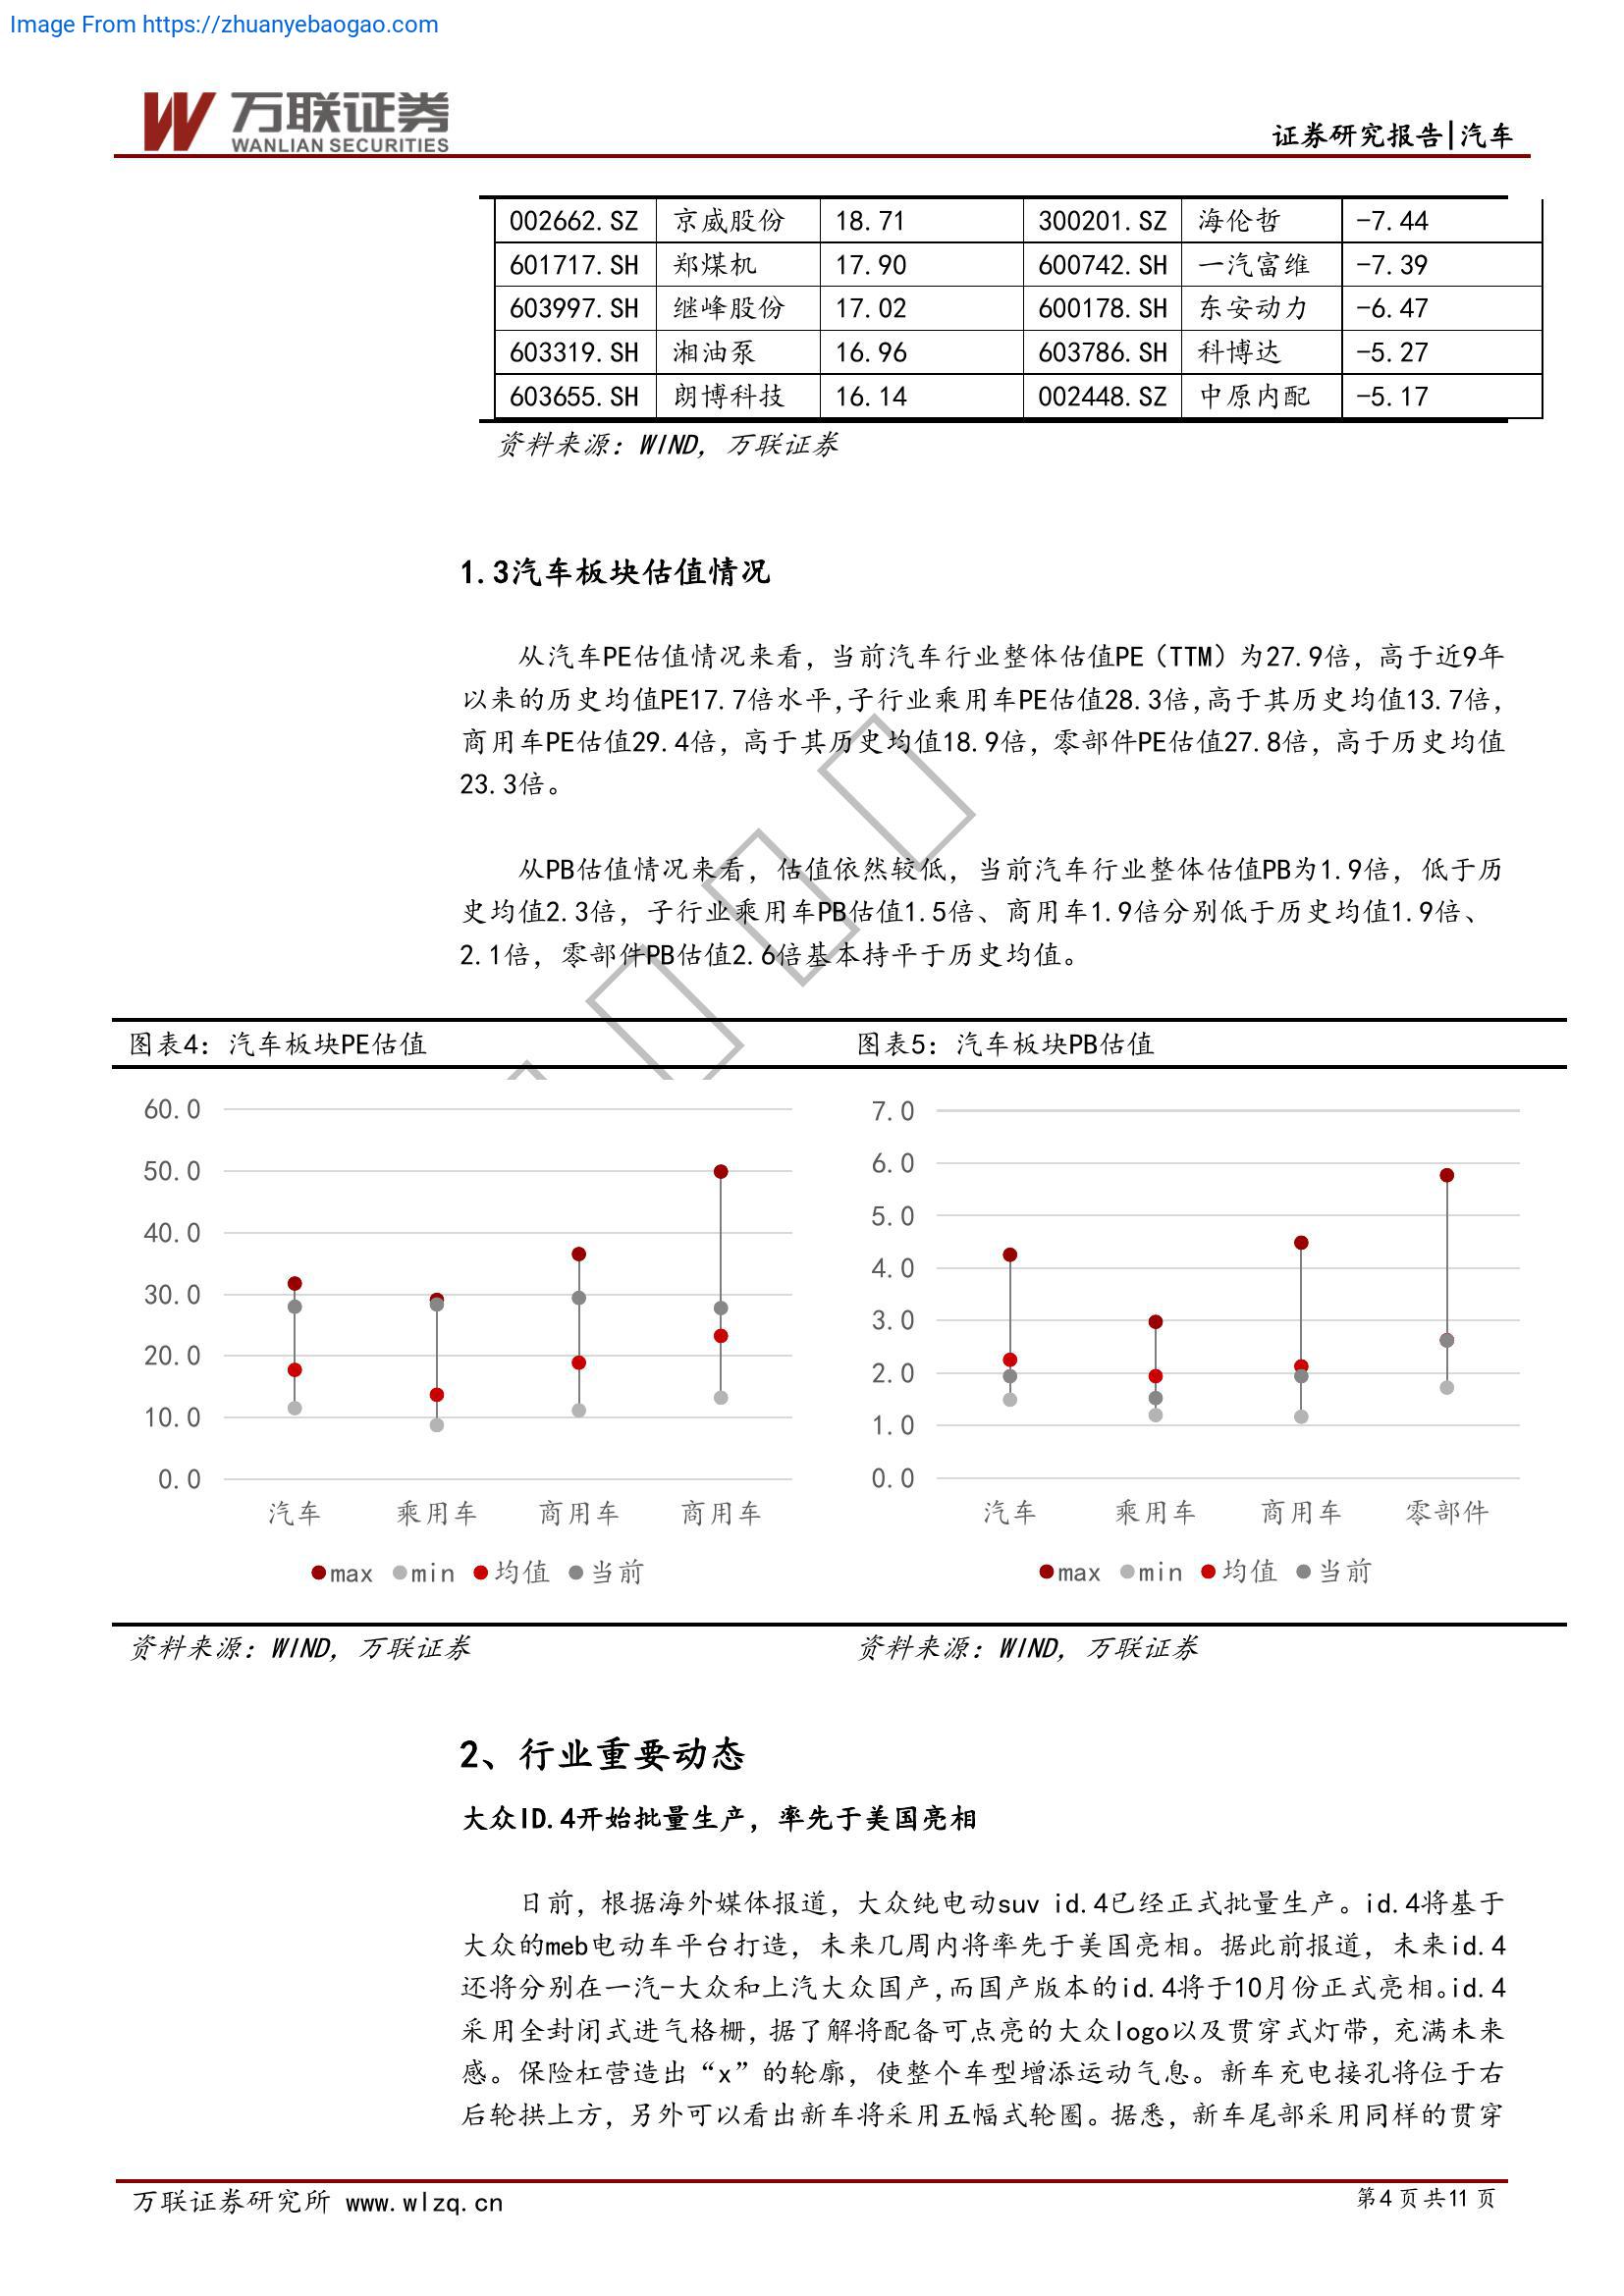 Image From https://zhuanyebaogao.com
万联证券
WANLIAN SECURITIES
证券研究报告|汽车
002662.SZ 京威股份 18.71 300201.SZ 海伦哲 -7.44
601717.SH 郑煤机 17.90 600742.SH 一汽富维 -7.39
603997.SH 继峰股份 17.02 600178.SH 东安动力 -6.47
603319.SH 湘油泵 16.96 603786.SH 科博达 -5.27
603655.SH 朗博科技 16.14 002448.SZ 中原内配 -5.17
资料来源：WIND，万联证券
1.3汽车板块估值情况
从汽车PE估值情况来看，当前汽车行业整体估值PE（TTM）为27.9倍，高于近9年
以来的历史均值PE17.7倍水平,子行业乘用车PE估值28.3倍,高于其历史均值13.7倍，
商用车PE估值29.4倍，高于其历史均值18.9倍，零部件PE估值27.8倍，高于历史均值
23.3倍。
从PB估值情况来看，估值依然较低，当前汽车行业整体估值PB为1.9倍，低于历
史均值2.3倍，子行业乘用车PB估值1.5倍、商用车1.9倍分别低于历史均值1.9倍、
2.1倍，零部件PB估值2.6倍基本持平于历史均值。
图表4：汽车板块PE估值
60.0
50.0
40.0
30.0
20.0
10.0
0.0
汽车 乘用车 商用车 商用车
max min 均值 当前
资料来源：WIND，万联证券
图表5：汽车板块PB估值
7.0
6.0
5.0
4.0
3.0
2.0
1.0
0.0
汽车 乘用车 商用车 零部件
max min 均值 当前
资料来源：WIND，万联证券
2、行业重要动态
大众ID.4开始批量生产，率先于美国亮相
日前，根据海外媒体报道，大众纯电动suv id.4已经正式批量生产。id.4将基于
大众的meb电动车平台打造，未来几周内将率先于美国亮相。据此前报道，未来id.4
还将分别在一汽-大众和上汽大众国产,而国产版本的id.4将于10月份正式亮相。id.4
采用全封闭式进气格栅，据了解将配备可点亮的大众logo以及贯穿式灯带，充满未来
感。保险杠营造出“x”的轮廓，使整个车型增添运动气息。新车充电接孔将位于右
后轮拱上方，另外可以看出新车将采用五幅式轮圈。据悉，新车尾部采用同样的贯穿
万联证券研究所 www.wlzq.cn
第4页共11页